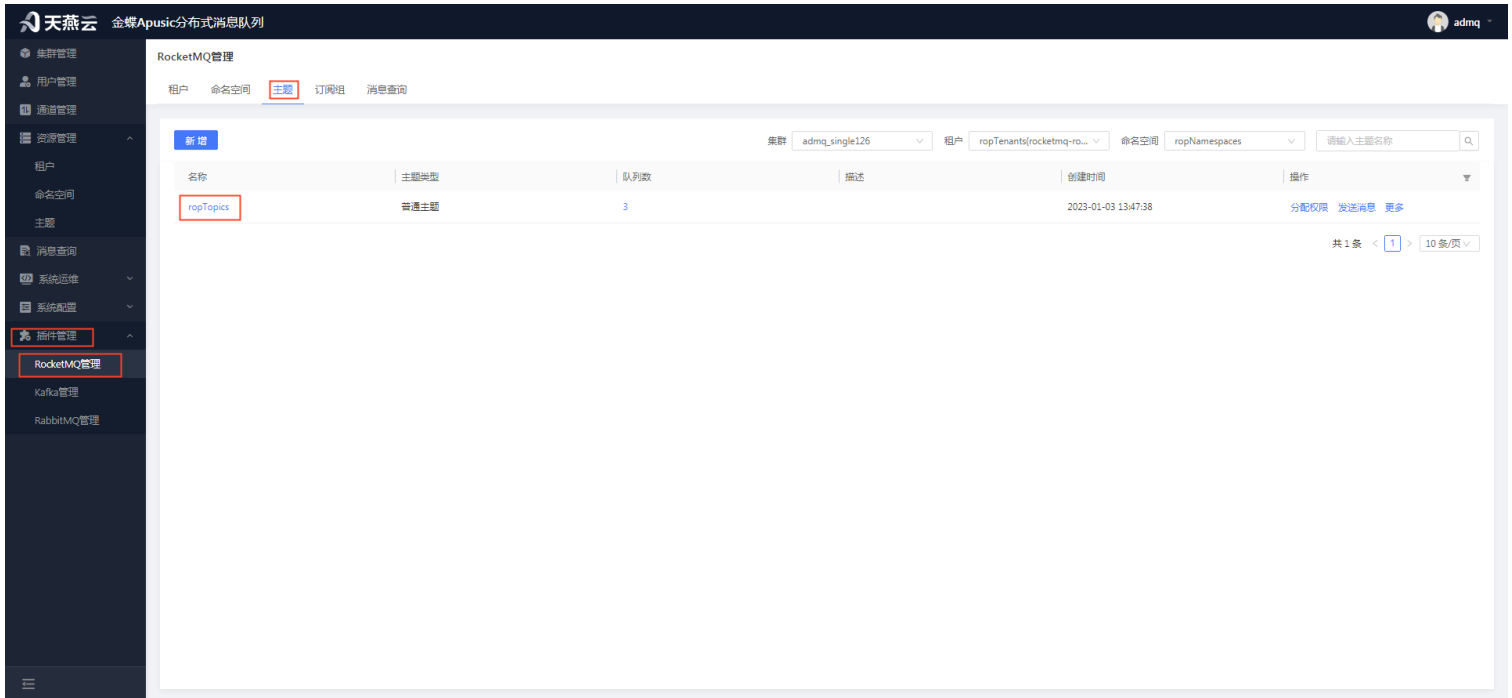 天燕云 金蝶Apusic分布式消息队列 admq
集群管理
用户管理
通道管理
资源管理
租户
命名空间
主题
消息查询
系统运维
系统配置
插件管理
RocketMQ管理
Kafka管理
RabbitMQ管理
RocketMQ管理
租户 命名空间 主题 订阅组 消息查询
新增 集群 admq_single126 租户 ropTenants(rocketmq-ro... 命名空间 ropNamespaces 请输入主题名称
名称 主题类型 队列数 描述 创建时间 操作
ropTopics 普通主题 3 2023-01-03 13:47:38 分配权限 发送消息 更多
共 1 条 < 1 > 10 条/页